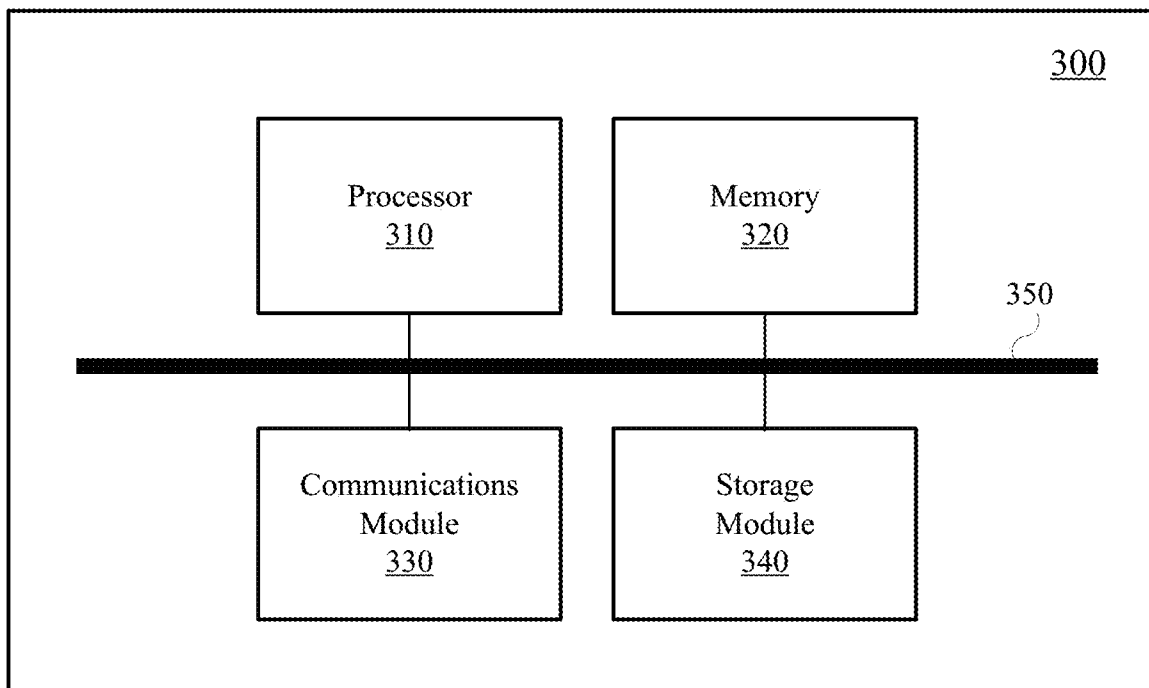 300
Processor
310
Memory
320
350
Communications
Module
330
Storage
Module
340